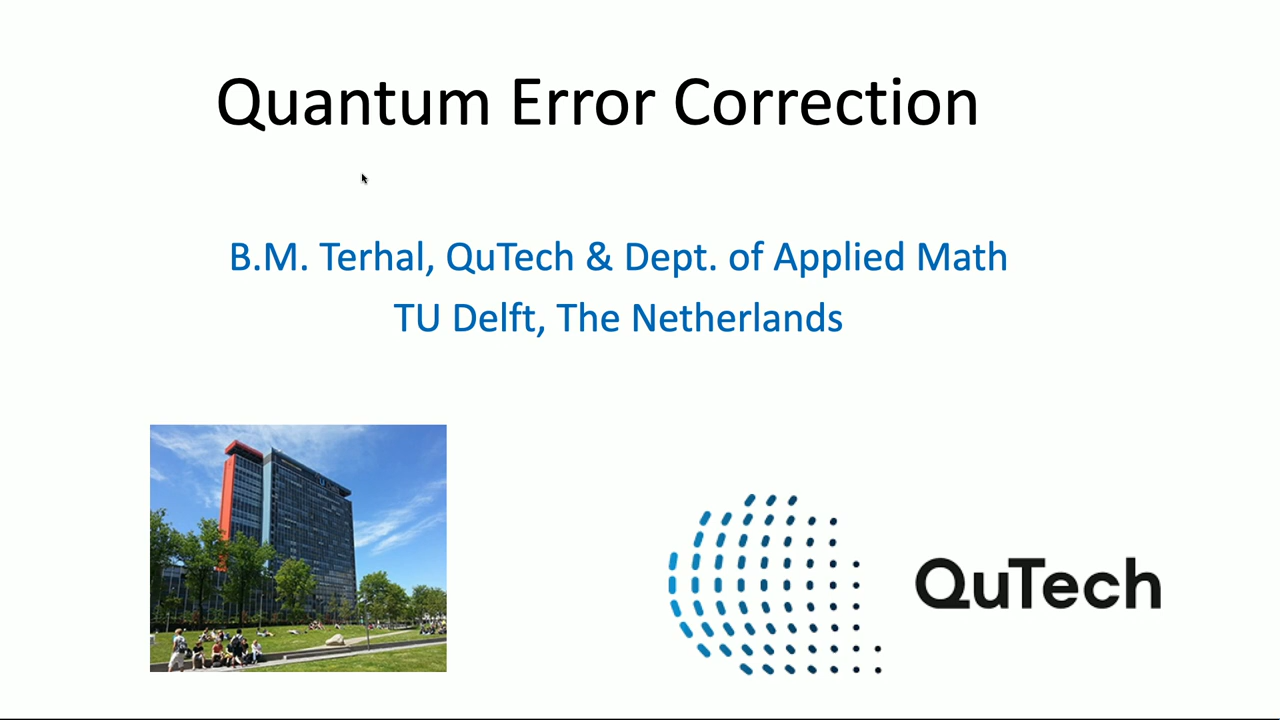 Quantum Error Correction
B.M. Terhal, QuTech & Dept. of Applied Math
TU Delft, The Netherlands
QuTech